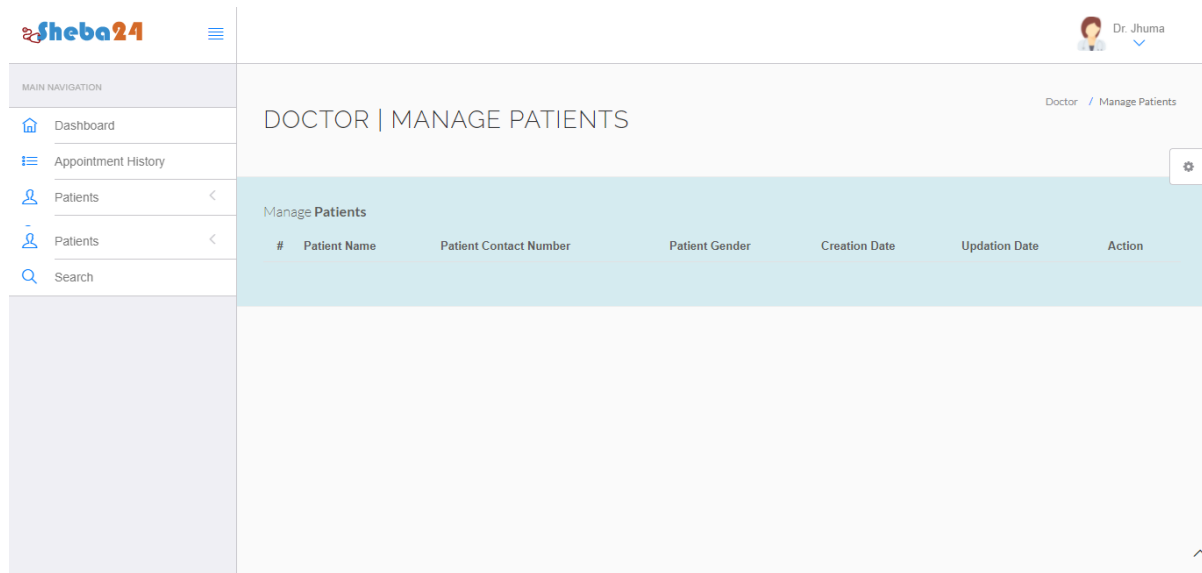 Sheba24
Dr. Jhuma
MAIN NAVIGATION
Dashboard
Appointment History
Patients
Patients
Search
DOCTOR | MANAGE PATIENTS
Doctor / Manage Patients
Manage Patients
# Patient Name Patient Contact Number Patient Gender Creation Date Updation Date Action